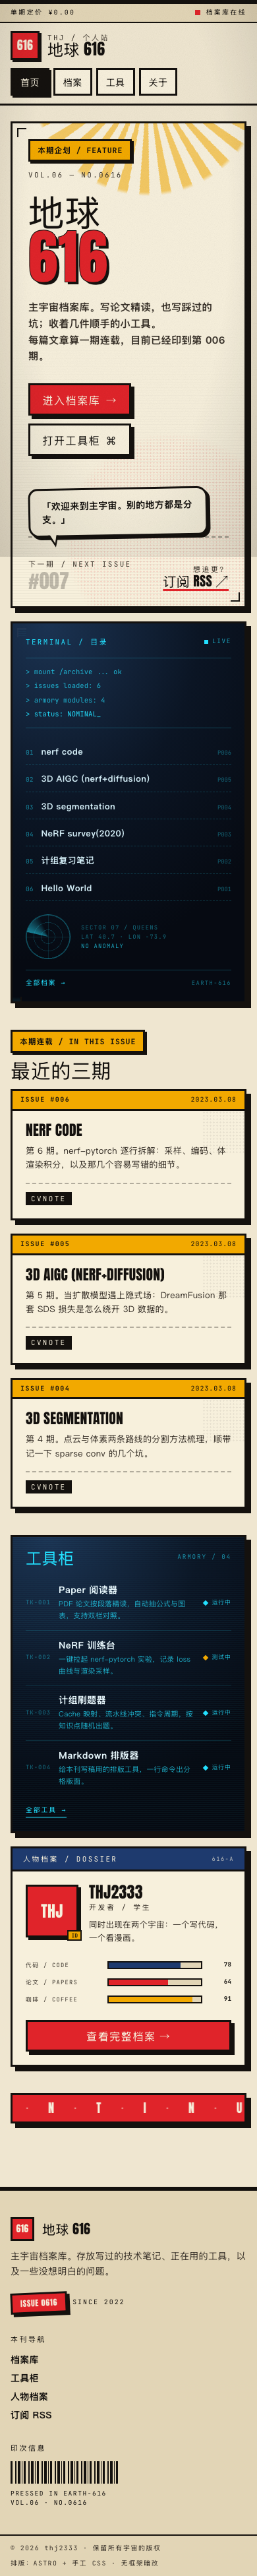 单期定价 ¥0.00
档案库在线
616
THJ / 个人站
地球 616
首页
档案
工具
关于
本期企划 / FEATURE
VOL.06 — NO.0616
地球
616
主宇宙档案库。写论文精读，也写踩过的
坑；收着几件顺手的小工具。
每篇文章算一期连载，目前已经印到第 006
期。
进入档案库 →
打开工具柜 ⌘
「欢迎来到主宇宙。别的地方都是分
支。」
下一期 / NEXT ISSUE
#007
想追更？
订阅 RSS ↗
TERMINAL / 目录
LIVE
> mount /archive ... ok
> issues loaded: 6
> armory modules: 4
> status: NOMINAL_
01 nerf code P006
02 3D AIGC (nerf+diffusion) P005
03 3D segmentation P004
04 NeRF survey(2020) P003
05 计组复习笔记 P002
06 Hello World P001
SECTOR 07 / QUEENS
LAT 40.7 · LON -73.9
NO ANOMALY
全部档案 →
EARTH-616
本期连载 / IN THIS ISSUE
最近的三期
ISSUE #006 2023.03.08
NERF CODE
第 6 期。nerf-pytorch 逐行拆解：采样、编码、体
渲染积分，以及那几个容易写错的细节。
CVNOTE
ISSUE #005 2023.03.08
3D AIGC (NERF+DIFFUSION)
第 5 期。当扩散模型遇上隐式场：DreamFusion 那
套 SDS 损失是怎么绕开 3D 数据的。
CVNOTE
ISSUE #004 2023.03.08
3D SEGMENTATION
第 4 期。点云与体素两条路线的分割方法梳理，顺带
记一下 sparse conv 的几个坑。
CVNOTE
工具柜
ARMORY / 04
TK-001
Paper 阅读器
PDF 论文按段落精读，自动抽公式与图
表，支持双栏对照。
运行中
TK-002
NeRF 训练台
一键拉起 nerf-pytorch 实验，记录 loss
曲线与渲染采样。
测试中
TK-003
计组刷题器
Cache 映射、流水线冲突、指令周期，按
知识点随机出题。
运行中
TK-004
Markdown 排版器
给本刊写稿用的排版工具，一行命令出分
格版面。
运行中
全部工具 →
人物档案 / DOSSIER
616-A
THJ
ID
THJ2333
开发者 / 学生
同时出现在两个宇宙：一个写代码，
一个看漫画。
代码 / CODE 78
论文 / PAPERS 64
咖啡 / COFFEE 91
查看完整档案 →
· N · T · I · N · U
616
地球 616
主宇宙档案库。存放写过的技术笔记、正在用的工具，以
及一些没想明白的问题。
ISSUE 0616
SINCE 2022
本刊导航
档案库
工具柜
人物档案
订阅 RSS
印次信息
PRESSED IN EARTH-616
VOL.06 · NO.0616
© 2026 thj2333 · 保留所有宇宙的版权
排版：ASTRO + 手工 CSS · 无框架暗改